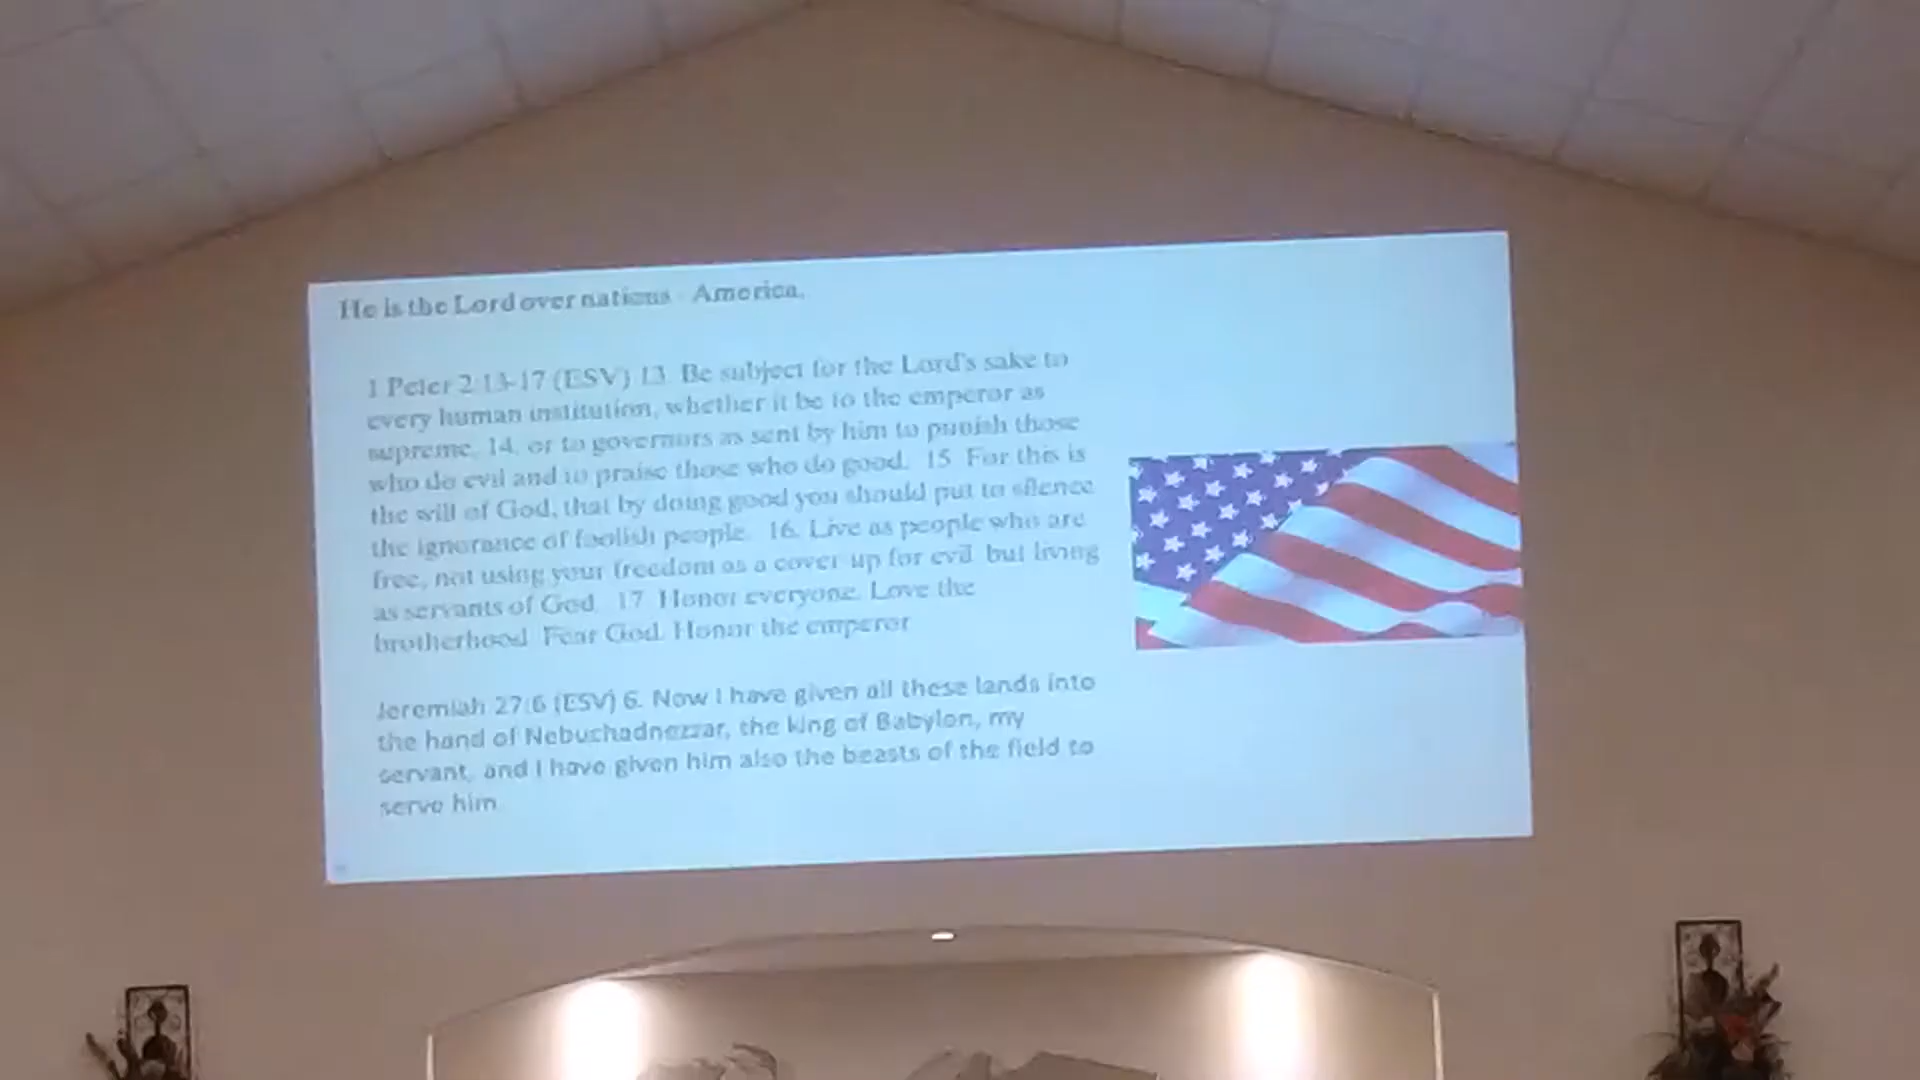 He is the Lord over nations - America.
1 Peter 2:13-17 (ESV) 13. Be subject for the Lord's sake to
every human institution, whether it be to the emperor as
supreme, 14. or to governors as sent by him to punish those
who do evil and to praise those who do good. 15. For this is
the will of God, that by doing good you should put to silence
the ignorance of foolish people. 16. Live as people who are
free, not using your freedom as a cover-up for evil, but living
as servants of God. 17. Honor everyone. Love the
brotherhood. Fear God. Honor the emperor
Jeremiah 27:6 (ESV) 6. Now I have given all these lands into
the hand of Nebuchadnezzar, the king of Babylon, my
servant, and I have given him also the beasts of the field to
serve him